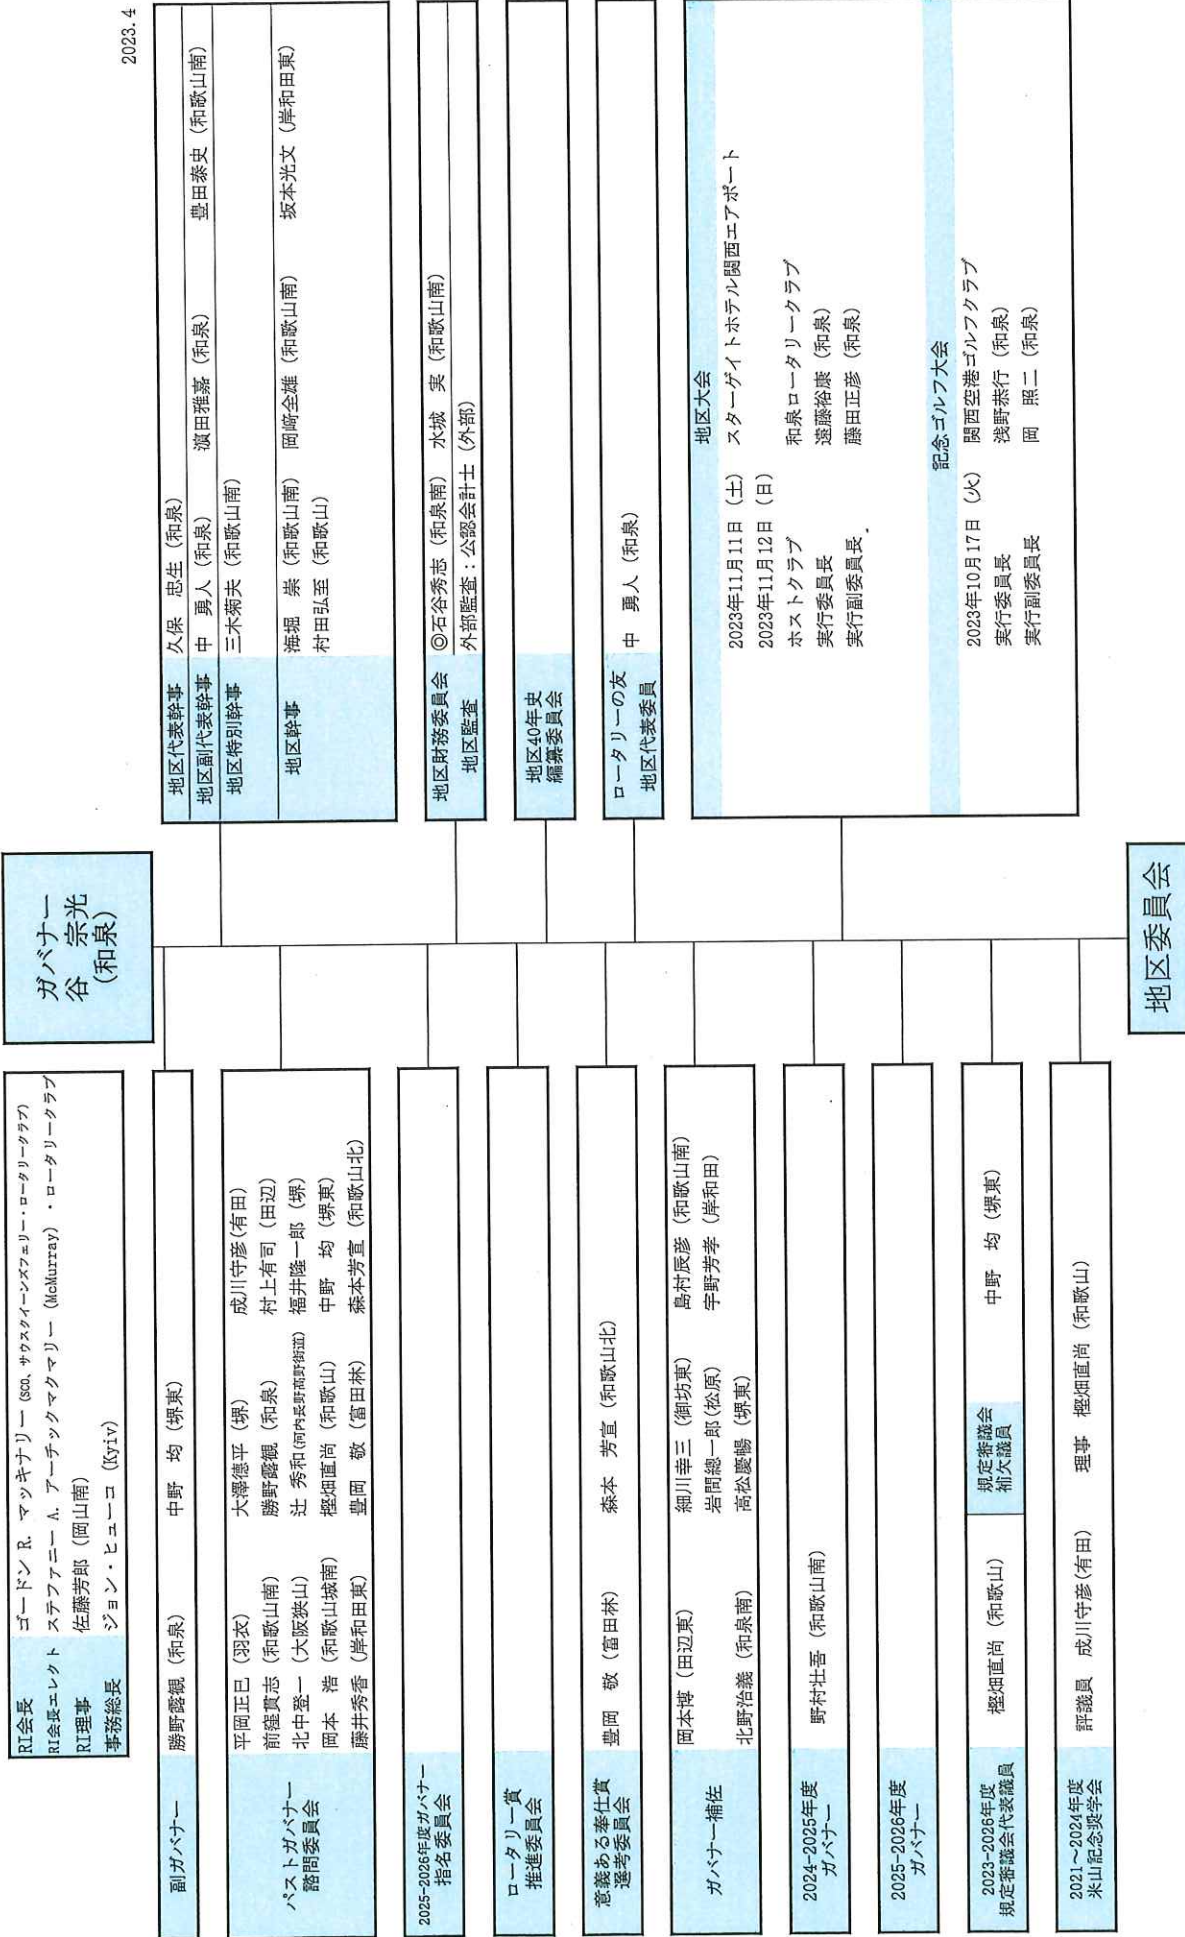 2023.4
ガバナー
谷　宗光
(和泉)
RI会長　ゴードン R. マッキナリー (SCO、サウスクイーンズフェリー・ロータリークラブ)
RI会長エレクト　ステファニー A. アーチックマクマリー (McMurray) ・ロータリークラブ
RI理事　佐藤芳郎 (岡山南)
事務総長　ジョン・ヒューコ (Kyiv)
副ガバナー　勝野露観 (和泉)　中野　均 (堺東)
パストガバナー
諮問委員会
平岡正巳 (羽衣)　大澤德平 (堺)　成川守彦(有田)
前窪貫志 (和歌山南)　勝野露観 (和泉)　村上有司 (田辺)
北中登一 (大阪狭山)　辻　秀和(河内長野高野街道)　福井隆一郎 (堺)
岡本　浩 (和歌山城南)　樫畑直尚 (和歌山)　中野　均 (堺東)
藤井秀香 (岸和田東)　豊岡　敬 (富田林)　森本芳宣 (和歌山北)
2025-2026年度ガバナー
指名委員会
ロータリー賞
推進委員会
意義ある奉仕賞
選考委員会
豊岡　敬 (富田林)　森本　芳宣 (和歌山北)
ガバナー補佐
岡本博 (田辺東)　細川幸三 (御坊東)　島村辰彦 (和歌山南)
岩間總一郎(松原)　宇野芳孝 (岸和田)
北野治義 (和泉南)　高松慶暢 (堺東)
2024-2025年度
ガバナー
野村壮吾 (和歌山南)
2025-2026年度
ガバナー
2023-2026年度
規定審議会代表議員
樫畑直尚 (和歌山)
規定審議会
補欠議員
中野　均 (堺東)
2021~2024年度
米山記念奨学会
評議員　成川守彦(有田)　理事　樫畑直尚 (和歌山)
地区代表幹事　久保　忠生 (和泉)
地区副代表幹事　中　勇人 (和泉)　濵田雅嘉 (和泉)　豊田泰史 (和歌山南)
地区特別幹事　三木菊夫 (和歌山南)
地区幹事
海堀　崇 (和歌山南)　岡崎全雄 (和歌山南)　坂本光文 (岸和田東)
村田弘至 (和歌山)
地区財務委員会　◎石谷秀志 (和泉南)　水城　実 (和歌山南)
地区監査　外部監査：公認会計士 (外部)
地区40年史
編纂委員会
ロータリーの友
地区代表委員
中　勇人 (和泉)
地区大会
2023年11月11日 (土)　スターゲイトホテル関西エアポート
2023年11月12日 (日)
ホストクラブ　和泉ロータリークラブ
実行委員長　遠藤裕康 (和泉)
実行副委員長　藤田正彦 (和泉)
記念ゴルフ大会
2023年10月17日 (火)　関西空港ゴルフクラブ
実行委員長　浅野恭行 (和泉)
実行副委員長　岡　照二 (和泉)
地区委員会